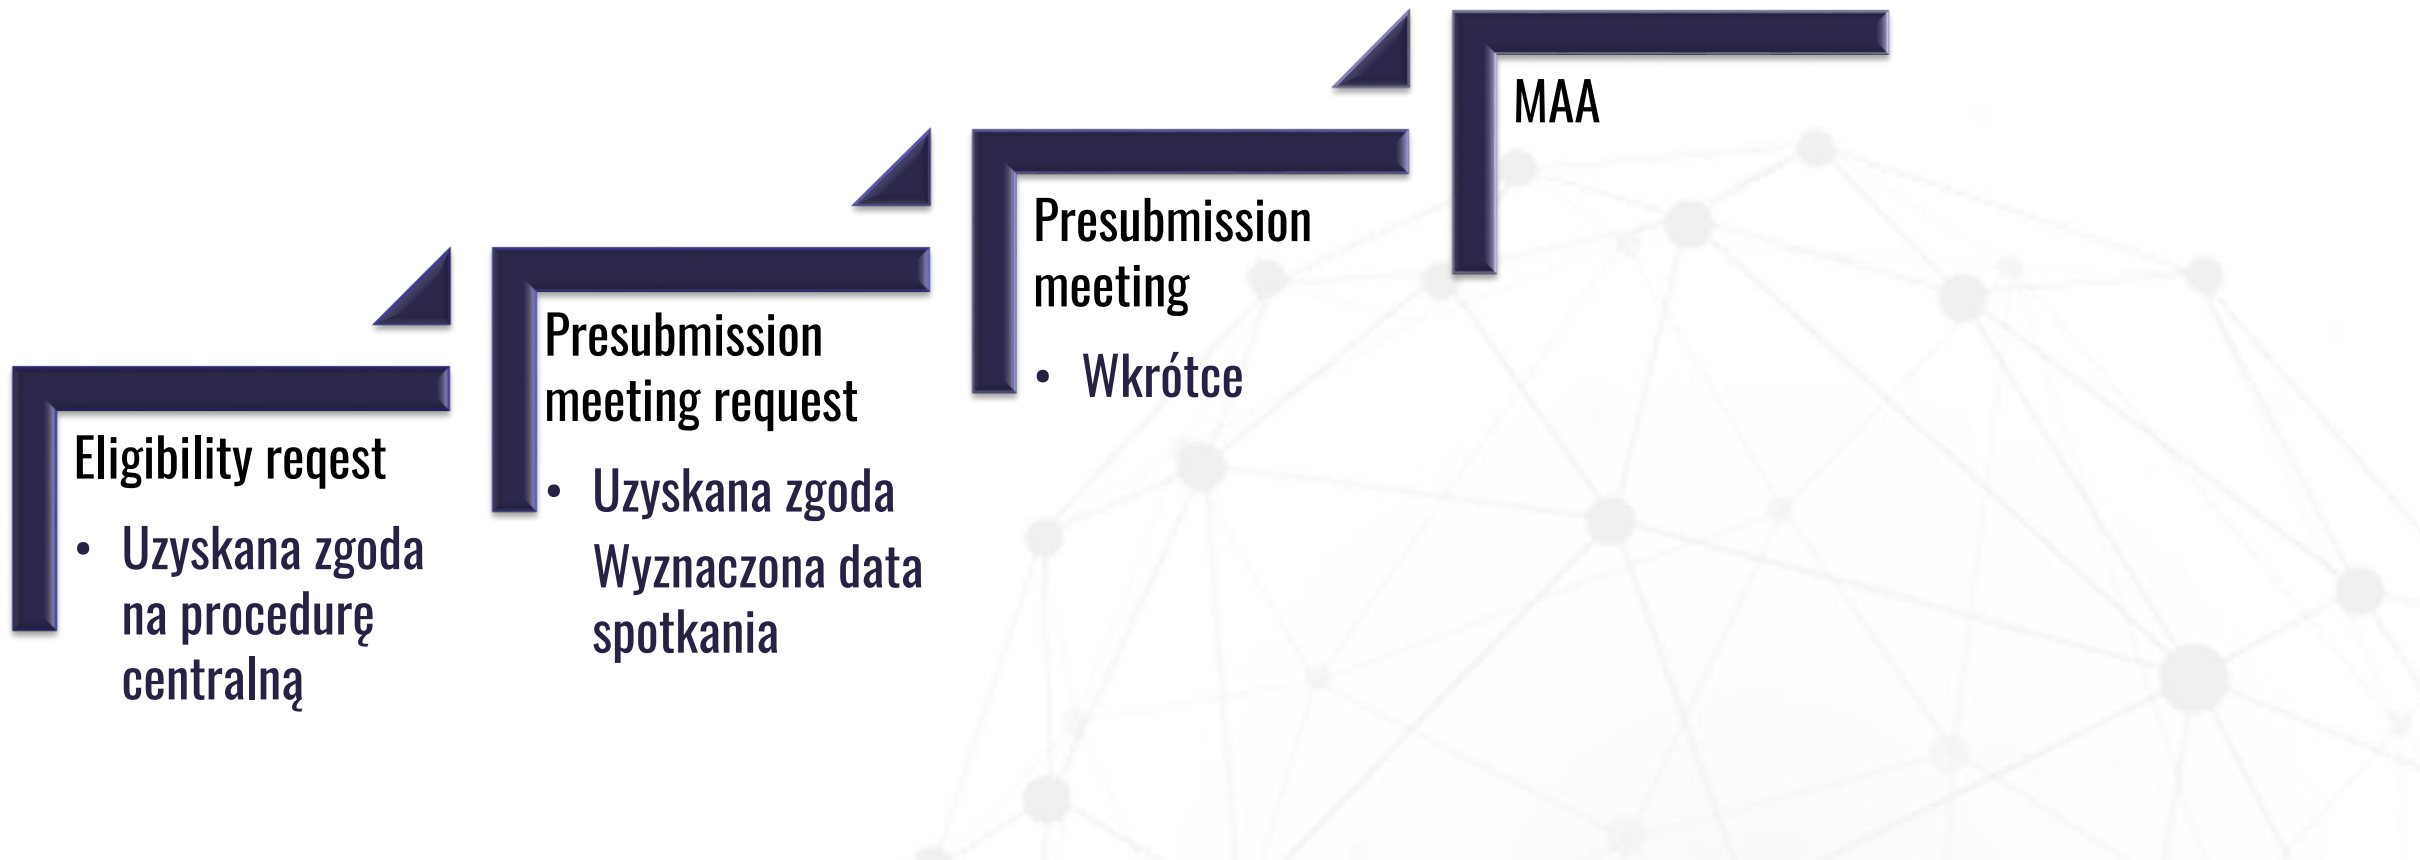 Eligibility reqest
• Uzyskana zgoda
na procedurę
centralną
Presubmission
meeting request
• Uzyskana zgoda
Wyznaczona data
spotkania
Presubmission
meeting
• Wkrótce
MAA